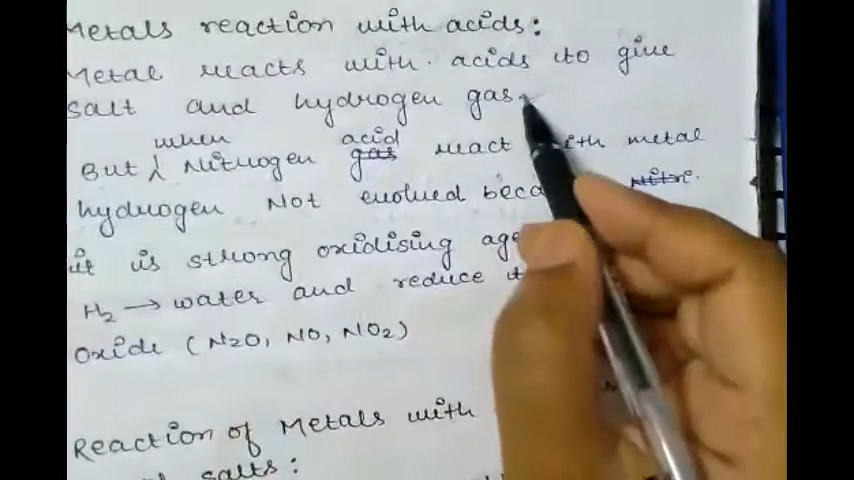 Metals reaction with acids:
Metal reacts with acids to give
salt and hydrogen gas.
when acid
But λ Nitrogen gas react with metal
hydrogen Not evolved beca
it is strong oxidising age
H₂ → water and reduce
oxide (N₂O, NO, NO₂)
Reaction of Metals with
salts: